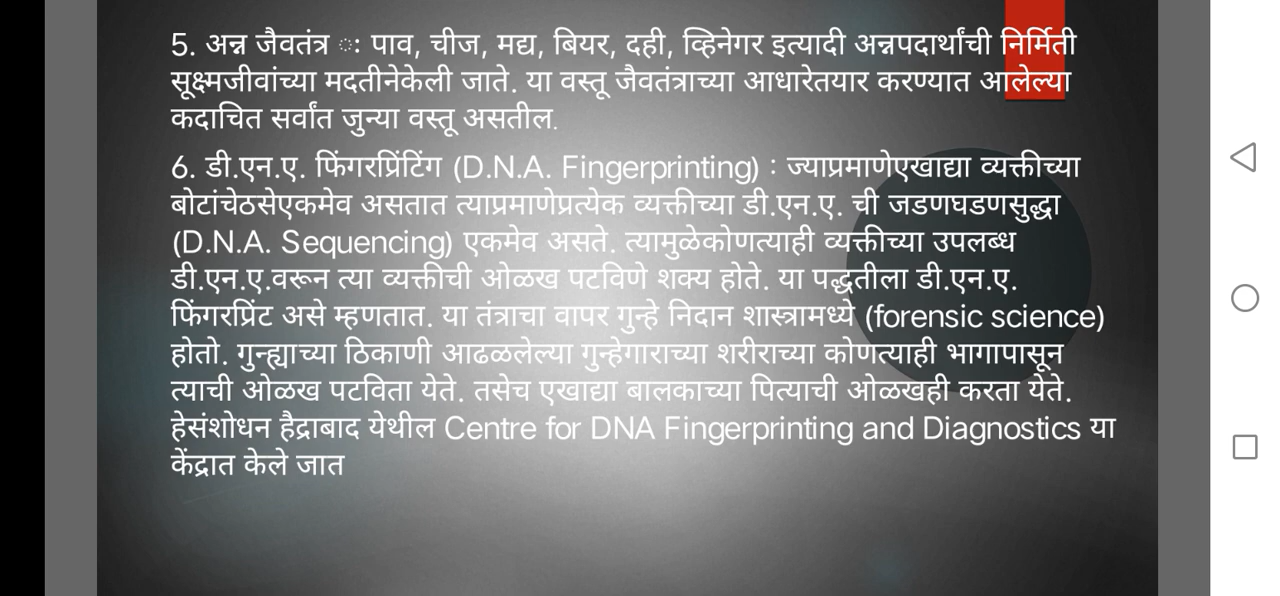 5. अन्न जैवतंत्र ः पाव, चीज, मद्य, बियर, दही, व्हिनेगर इत्यादी अन्नपदार्थांची निर्मिती
सूक्ष्मजीवांच्या मदतीनेकेली जाते. या वस्तू जैवतंत्राच्या आधारेतयार करण्यात आलेल्या
कदाचित सर्वांत जुन्या वस्तू असतील.
6. डी.एन.ए. फिंगरप्रिंटिंग (D.N.A. Fingerprinting) : ज्याप्रमाणेएखाद्या व्यक्तीच्या
बोटांचेठसेएकमेव असतात त्याप्रमाणेप्रत्येक व्यक्तीच्या डी.एन.ए. ची जडणघडणसुद्धा
(D.N.A. Sequencing) एकमेव असते. त्यामुळेकोणत्याही व्यक्तीच्या उपलब्ध
डी.एन.ए.वरून त्या व्यक्तीची ओळख पटविणे शक्य होते. या पद्धतीला डी.एन.ए.
फिंगरप्रिंट असे म्हणतात. या तंत्राचा वापर गुन्हे निदान शास्त्रामध्ये (forensic science)
होतो. गुन्ह्याच्या ठिकाणी आढळलेल्या गुन्हेगाराच्या शरीराच्या कोणत्याही भागापासून
त्याची ओळख पटविता येते. तसेच एखाद्या बालकाच्या पित्याची ओळखही करता येते.
हेसंशोधन हैद्राबाद येथील Centre for DNA Fingerprinting and Diagnostics या
केंद्रात केले जात